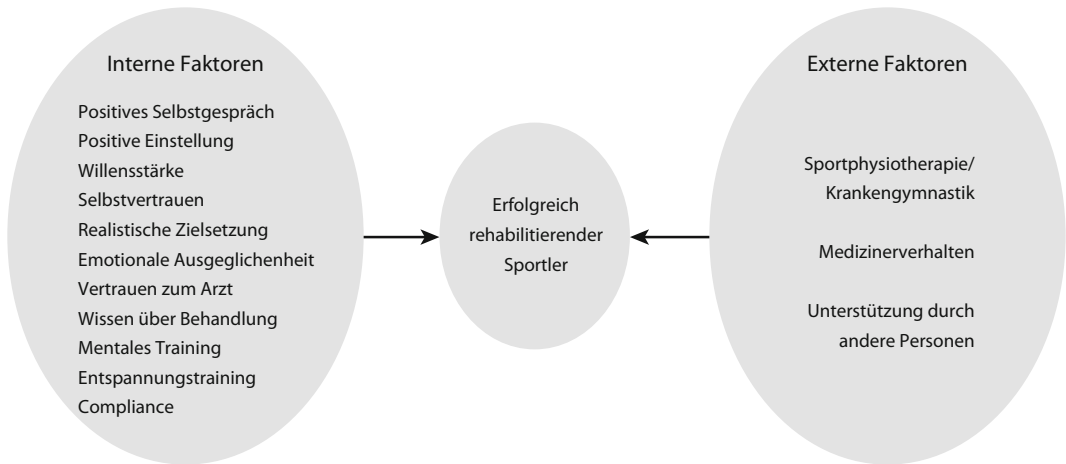 Interne Faktoren
Positives Selbstgespräch
Positive Einstellung
Willensstärke
Selbstvertrauen
Realistische Zielsetzung
Emotionale Ausgeglichenheit
Vertrauen zum Arzt
Wissen über Behandlung
Mentales Training
Entspannungstraining
Compliance
Erfolgreich
rehabilitierender
Sportler
Externe Faktoren
Sportphysiotherapie/
Krankengymnastik
Medizinerverhalten
Unterstützung durch
andere Personen